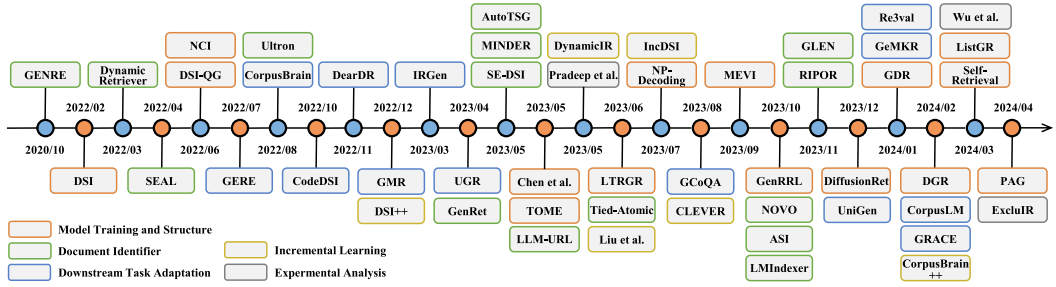 AutoTSG
Re3val
Wu et al.
NCI
Ultron
MINDER
DynamicIR
IncDSI
GLEN
GeMKR
ListGR
GENRE
Dynamic
Retriever
DSI-QG
CorpusBrain
DearDR
IRGen
SE-DSI
Pradeep et al.
NP-
Decoding
MEVI
RIPOR
GDR
Self-
Retrieval
2022/02
2022/04
2022/07
2022/10
2022/12
2023/04
2023/05
2023/06
2023/08
2023/10
2023/12
2024/02
2024/04
2020/10
2022/03
2022/06
2022/08
2022/11
2023/03
2023/05
2023/07
2023/09
2023/11
2024/01
2024/03
DSI
SEAL
GERE
CodeDSI
GMR
UGR
Chen et al.
LTRGR
GCoQA
GenRRL
DiffusionRet
DGR
PAG
DSI++
GenRet
TOME
Tied-Atomic
CLEVER
NOVO
UniGen
CorpusLM
ExcluIR
LLM-URL
Liu et al.
ASI
GRACE
LMIndexer
CorpusBrain
++
Model Training and Structure
Document Identifier
Incremental Learning
Downstream Task Adaptation
Expermental Analysis